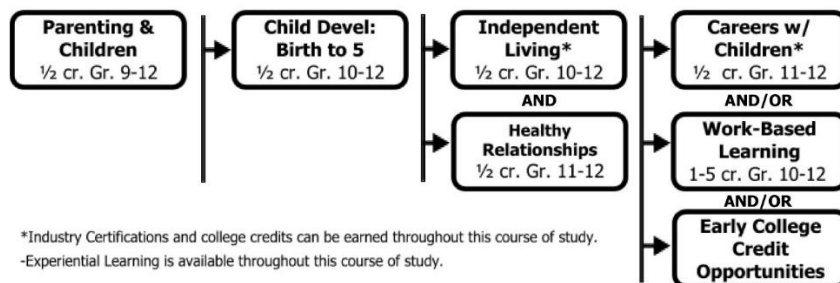 Parenting &
Children
½ cr. Gr. 9-12
Child Devel:
Birth to 5
½ cr. Gr. 10-12
Independent
Living*
½ cr. Gr. 10-12
AND
Healthy
Relationships
½ cr. Gr. 11-12
Careers w/
Children*
½ cr. Gr. 11-12
AND/OR
Work-Based
Learning
1-5 cr. Gr. 10-12
AND/OR
Early College
Credit
Opportunities
*Industry Certifications and college credits can be earned throughout this course of study.
-Experiential Learning is available throughout this course of study.